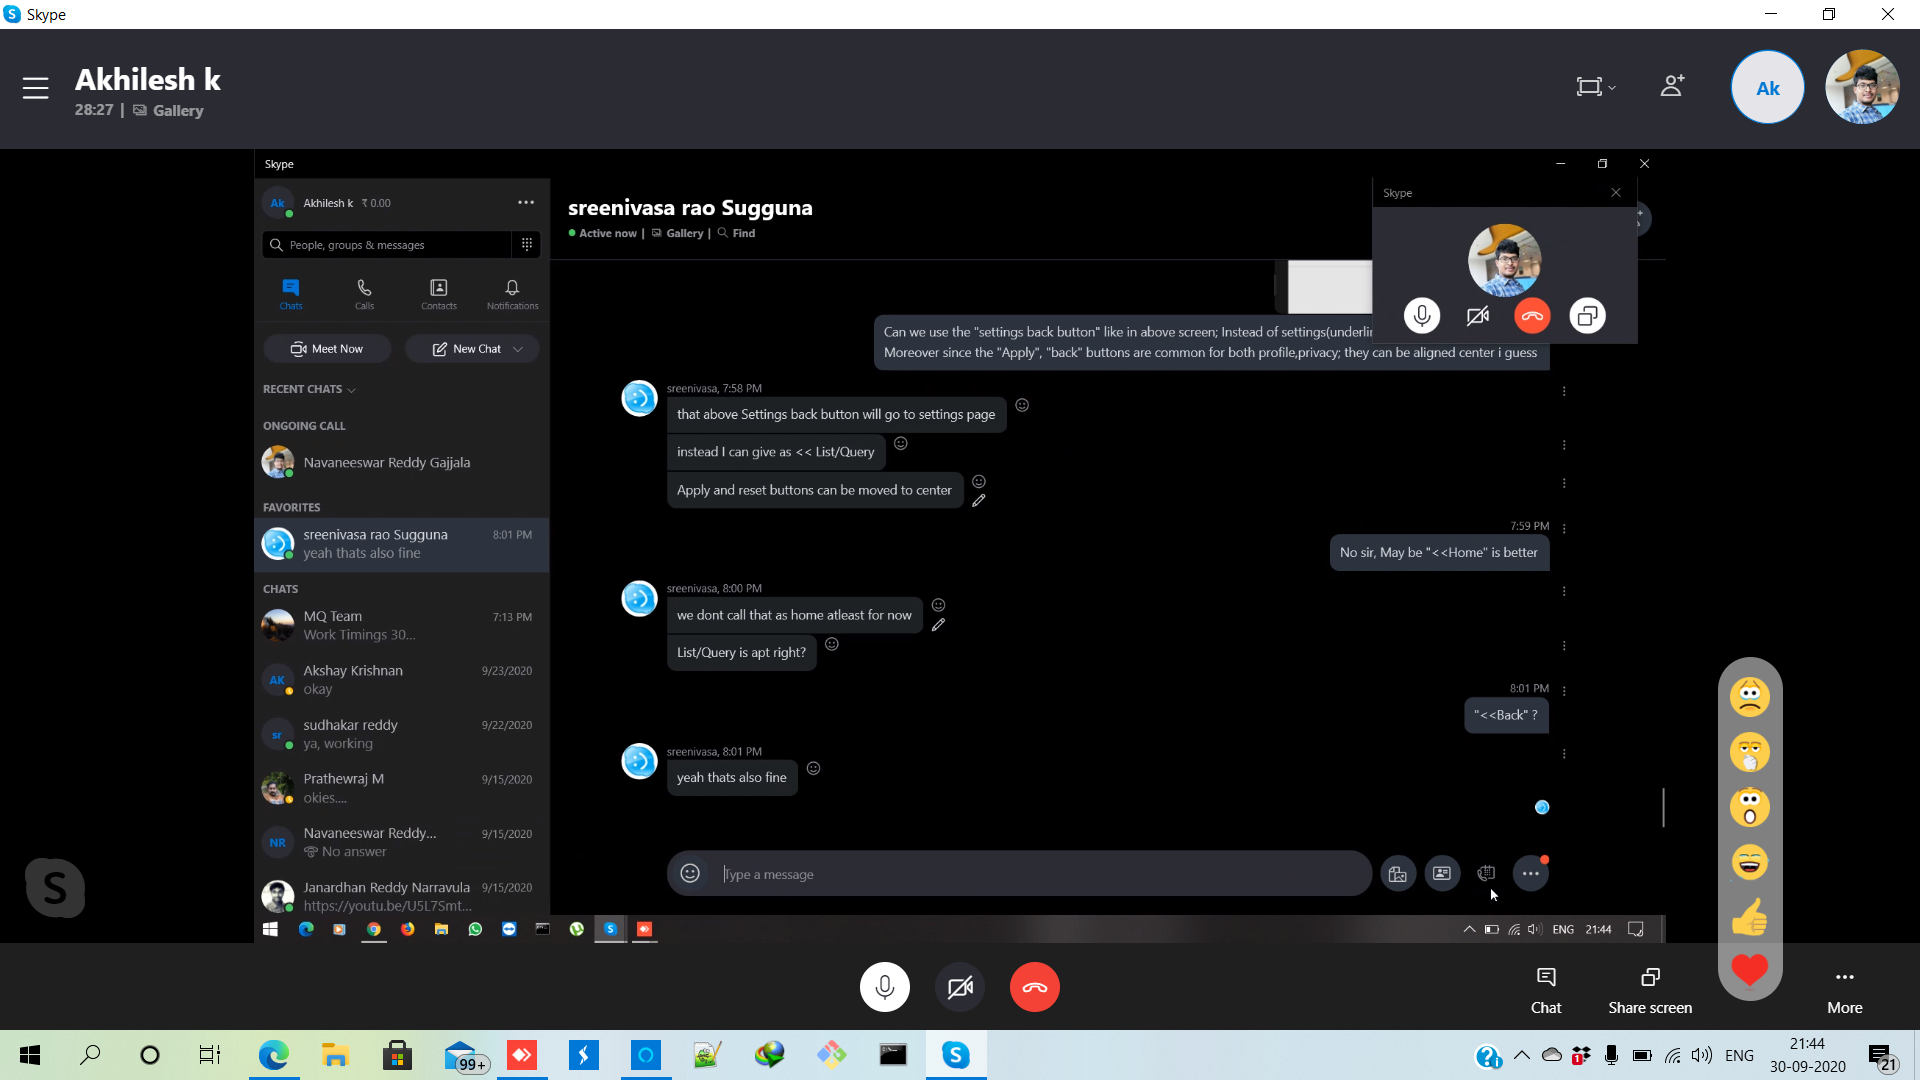 Skype
Akhilesh k
28:27 | Gallery
Ak
Skype
Ak
Akhilesh k ₹ 0.00
People, groups & messages
Chats
Calls
Contacts
Notifications
Meet Now
New Chat
RECENT CHATS
ONGOING CALL
Navaneeswar Reddy Gajjala
FAVORITES
sreenivasa rao Sugguna 8:01 PM
yeah thats also fine
CHATS
MQ Team 7:13 PM
Work Timings 30...
AK
Akshay Krishnan 9/23/2020
okay
sr
sudhakar reddy 9/22/2020
ya, working
Prathewraj M 9/15/2020
okies....
NR
Navaneeswar Reddy... 9/15/2020
No answer
Janardhan Reddy Narravula 9/15/2020
https://youtu.be/U5L7Smt...
sreenivasa rao Sugguna
Active now | Gallery | Find
Skype
Can we use the "settings back button" like in above screen; Instead of
Moreover since the "Apply", "back" buttons are common for both profile,privacy; they can be aligned center i guess
sreenivasa, 7:58 PM
that above Settings back button will go to settings page
instead I can give as << List/Query
Apply and reset buttons can be moved to center
7:59 PM
No sir, May be "<<Home" is better
sreenivasa, 8:00 PM
we dont call that as home atleast for now
List/Query is apt right?
8:01 PM
"<<Back" ?
sreenivasa, 8:01 PM
yeah thats also fine
Type a message
ENG 21:44
Chat
Share screen
More
99+
1
ENG
21:44
30-09-2020
21